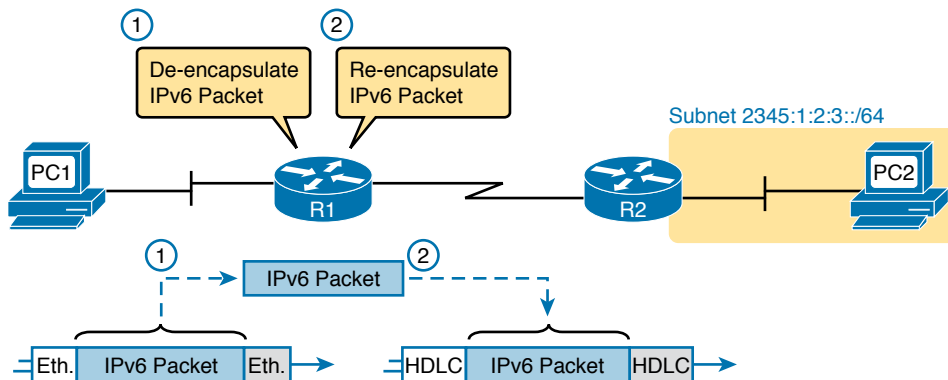 1
2
De-encapsulate
IPv6 Packet
Re-encapsulate
IPv6 Packet
Subnet 2345:1:2:3::/64
PC1
R1
R2
PC2
1
IPv6 Packet
2
Eth. IPv6 Packet Eth.
HDLC IPv6 Packet HDLC